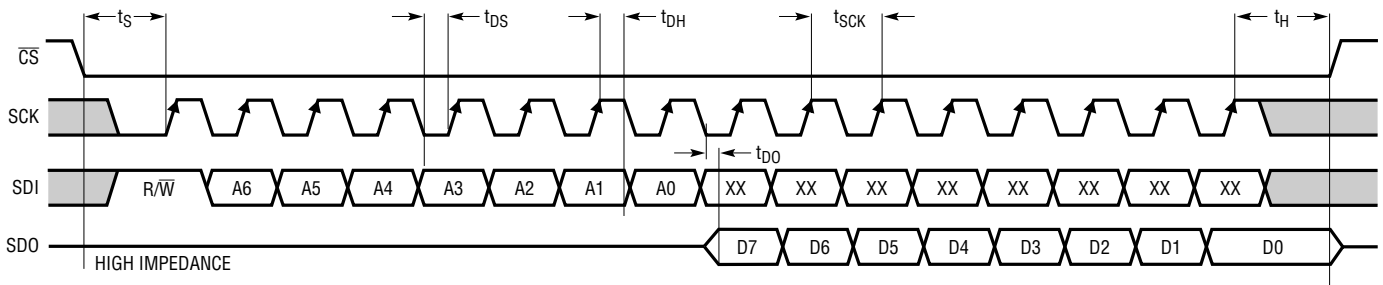 tS tDS tDH tSCK tH
CS
SCK
tDO
SDI R/W A6 A5 A4 A3 A2 A1 A0 XX XX XX XX XX XX XX XX
SDO D7 D6 D5 D4 D3 D2 D1 D0
HIGH IMPEDANCE